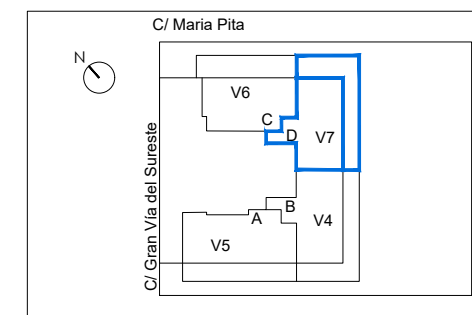 C/ Maria Pita
N
V6
C
D
V7
C/ Gran Vía del Sureste
B
A
V4
V5